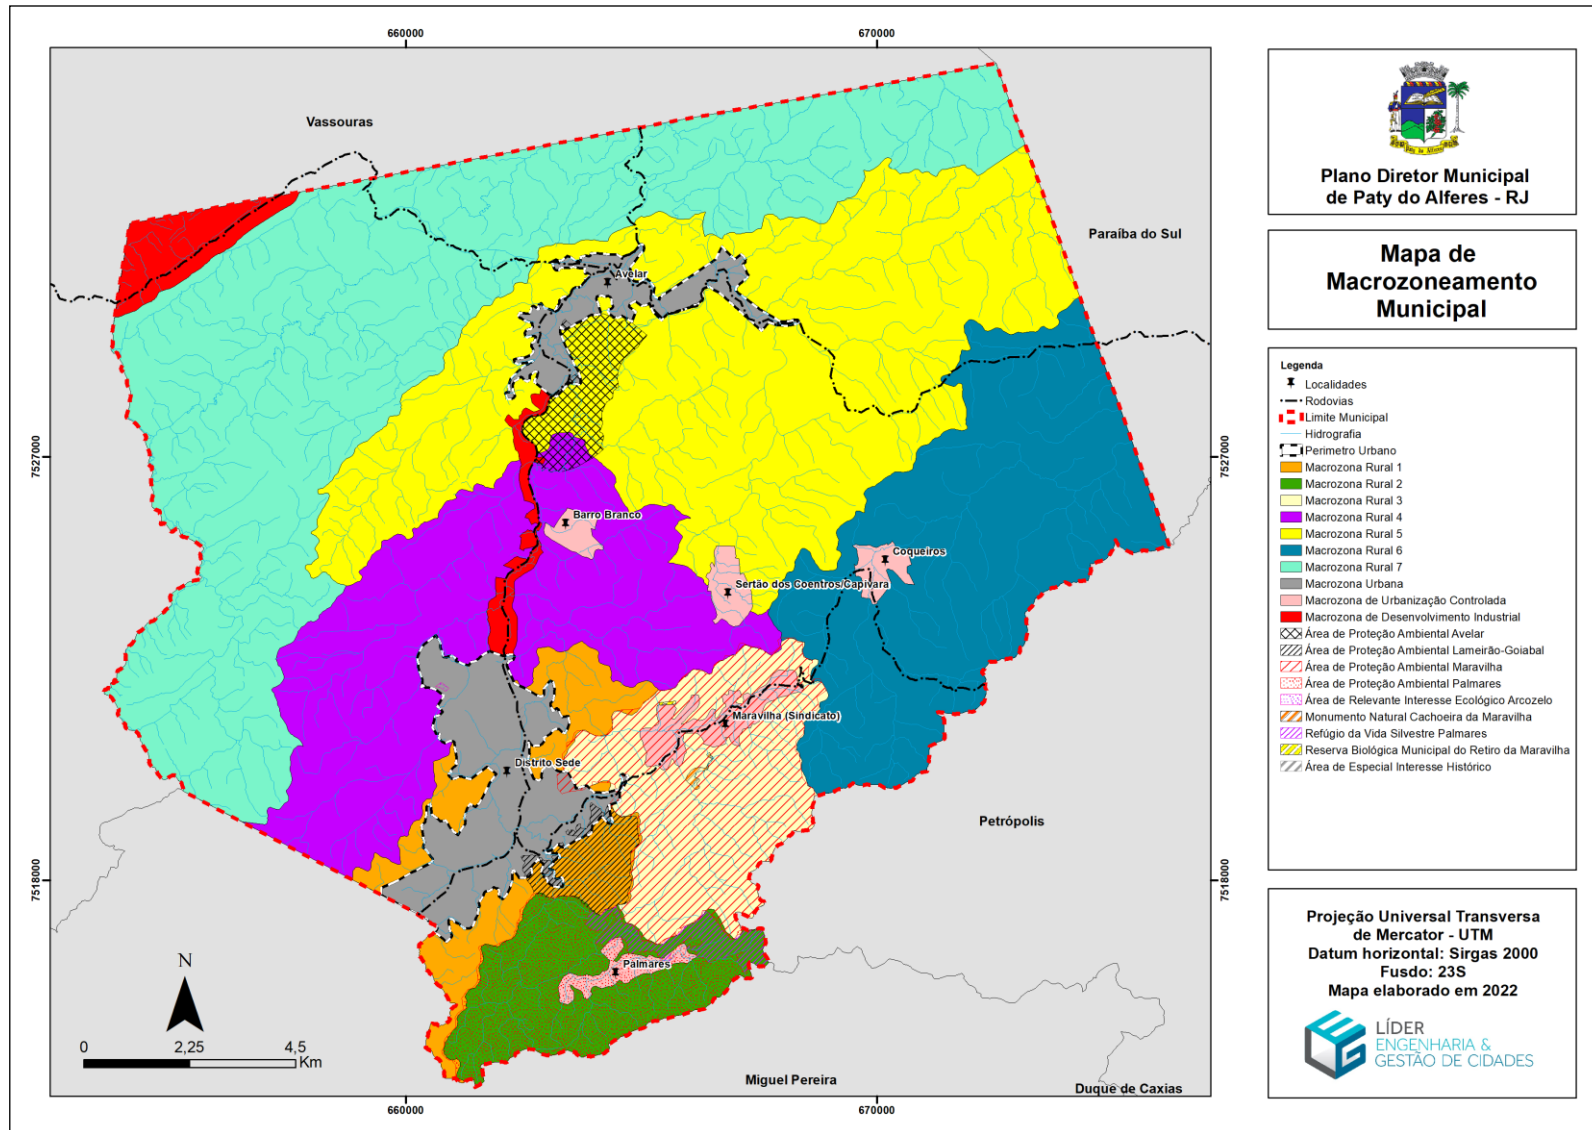 660000
670000
Vassouras
Paraíba do Sul
Avelar
7527000
7527000
Barro Branco
Coqueiros
Sertão dos Coentros/Capivara
Maravilha (Sindicato)
Distrito Sede
Petrópolis
7518000
7518000
Palmares
N
0
2,25
4,5
Km
Miguel Pereira
Duque de Caxias
660000
670000
Paty do Alferes
Plano Diretor Municipal
de Paty do Alferes - RJ
Mapa de
Macrozoneamento
Municipal
Legenda
Localidades
Rodovias
Limite Municipal
Hidrografia
Perimetro Urbano
Macrozona Rural 1
Macrozona Rural 2
Macrozona Rural 3
Macrozona Rural 4
Macrozona Rural 5
Macrozona Rural 6
Macrozona Rural 7
Macrozona Urbana
Macrozona de Urbanização Controlada
Macrozona de Desenvolvimento Industrial
Área de Proteção Ambiental Avelar
Área de Proteção Ambiental Lameirão-Goiabal
Área de Proteção Ambiental Maravilha
Área de Proteção Ambiental Palmares
Área de Relevante Interesse Ecológico Arcozelo
Monumento Natural Cachoeira da Maravilha
Refúgio da Vida Silvestre Palmares
Reserva Biológica Municipal do Retiro da Maravilha
Área de Especial Interesse Histórico
Projeção Universal Transversa
de Mercator - UTM
Datum horizontal: Sirgas 2000
Fusdo: 23S
Mapa elaborado em 2022
LÍDER
ENGENHARIA &
GESTÃO DE CIDADES